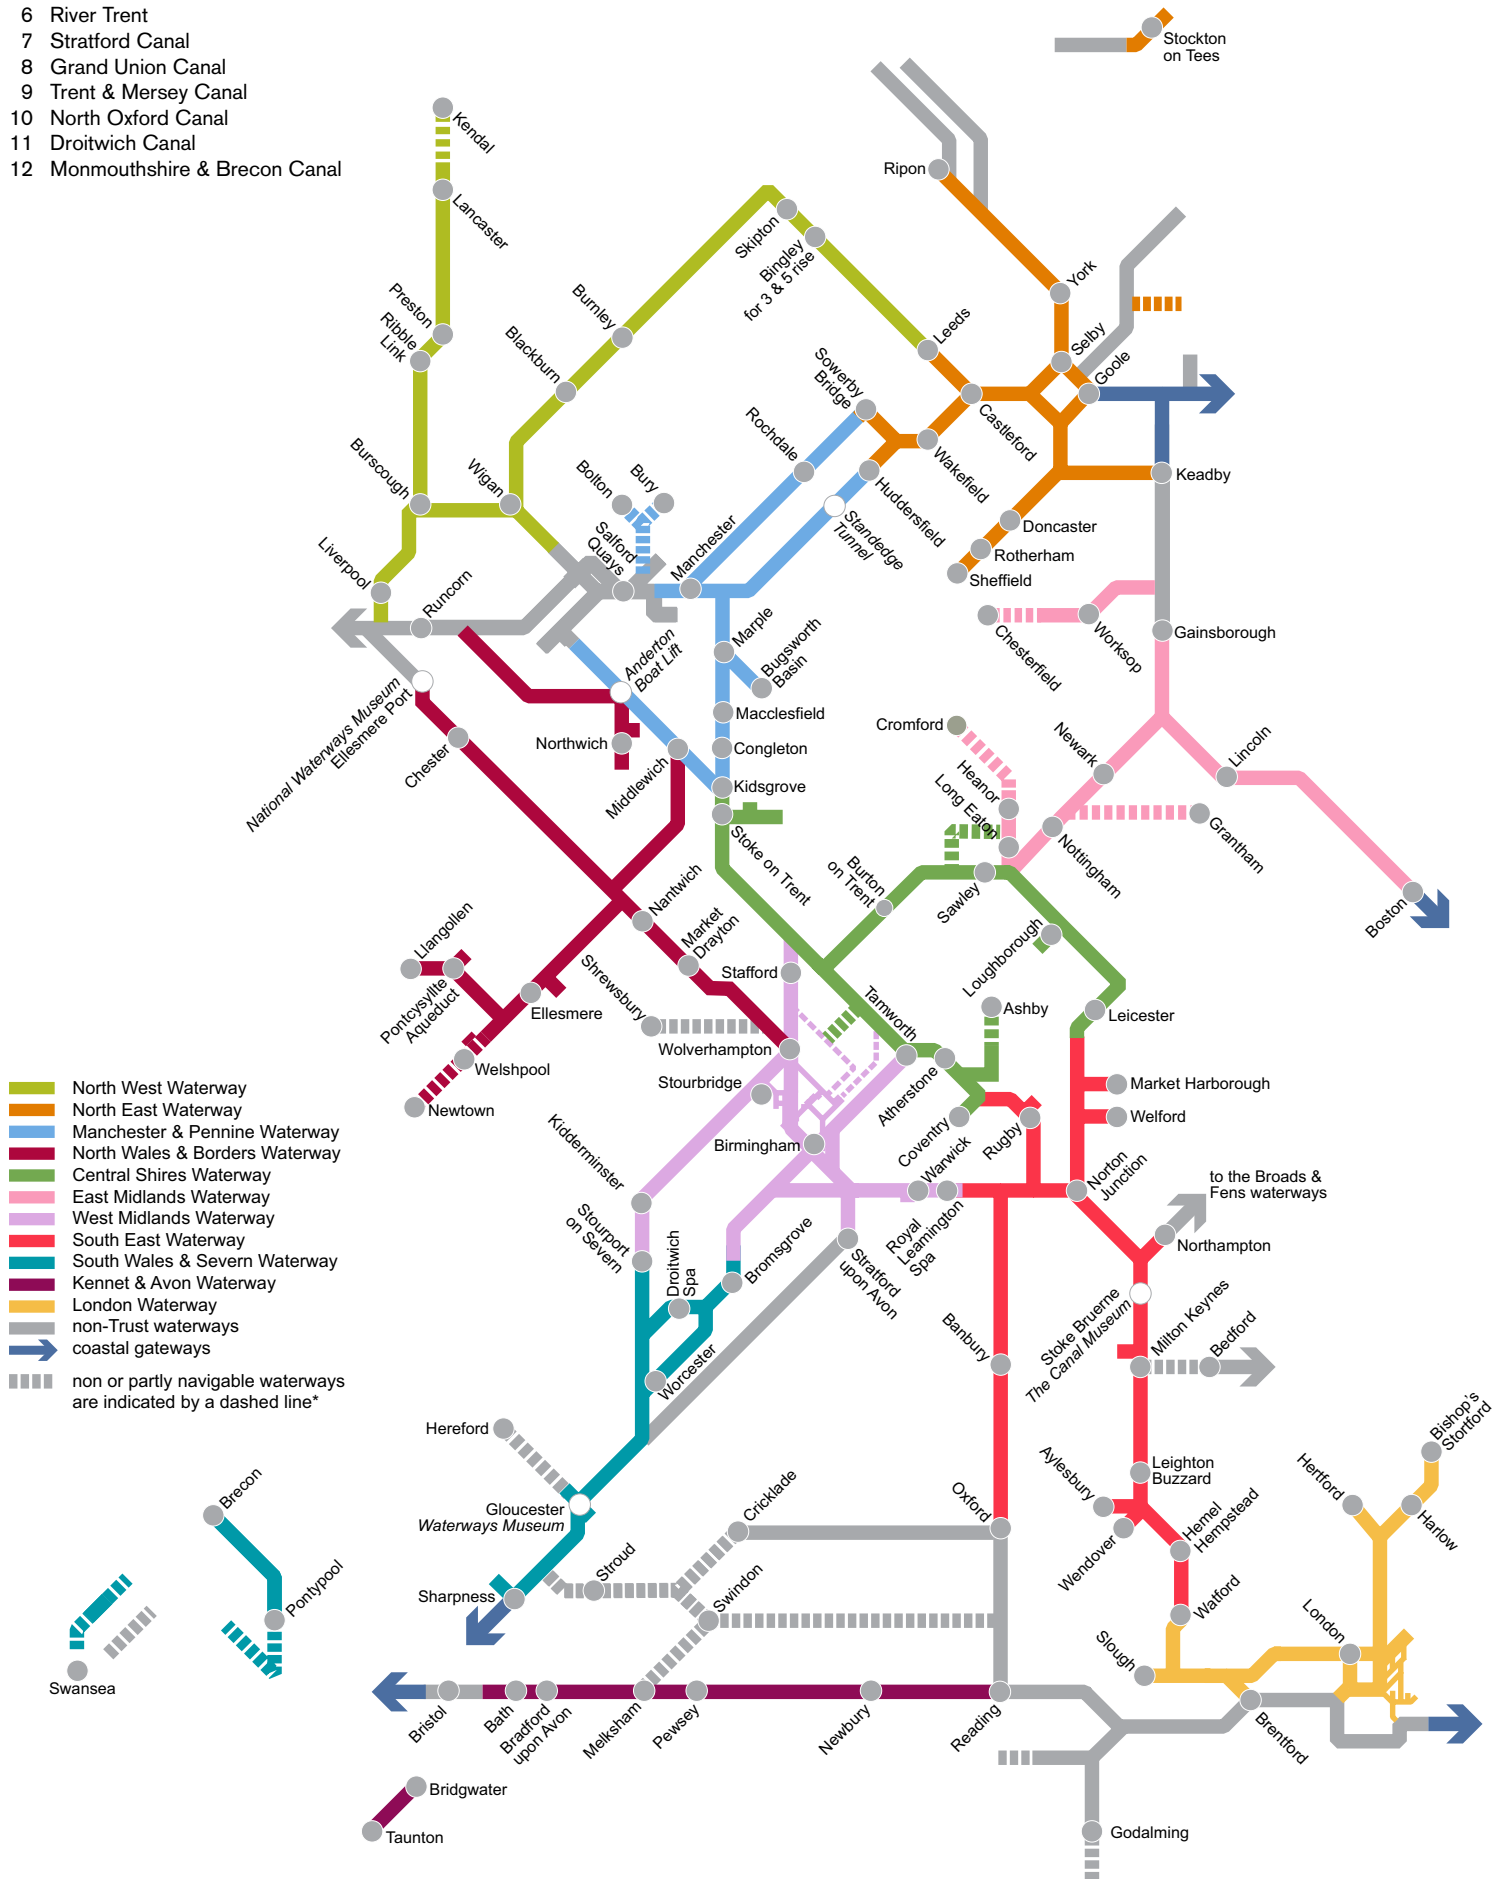 6 River Trent
7 Stratford Canal
8 Grand Union Canal
9 Trent & Mersey Canal
10 North Oxford Canal
11 Droitwich Canal
12 Monmouthshire & Brecon Canal
Stockton
on Tees
Kendal
Lancaster
Ripon
Skipton
Bingley
for 3 & 5 rise
York
Preston
Ribble
Link
Burnley
Blackburn
Leeds
Selby
Goole
Sowerby
Bridge
Castleford
Rochdale
Wakefield
Burscough
Wigan
Bolton
Bury
Huddersfield
Keadby
Standedge
Tunnel
Doncaster
Rotherham
Sheffield
Salford
Quays
Manchester
Liverpool
Runcorn
Marple
Bugsworth
Basin
Chesterfield
Worksop
Gainsborough
Anderton
Boat Lift
National Waterways Museum
Ellesmere Port
Macclesfield
Cromford
Chester
Northwich
Congleton
Middlewich
Kidsgrove
Heanor
Newark
Lincoln
Long Eaton
Stoke on Trent
Nottingham
Grantham
Burton
on Trent
Sawley
Boston
Nantwich
Market
Drayton
Llangollen
Pontcysyllte
Aqueduct
Shrewsbury
Stafford
Loughborough
Ellesmere
Tamworth
Ashby
Leicester
Wolverhampton
Welshpool
Stourbridge
Atherstone
Market Harborough
Newtown
Welford
Kidderminster
Birmingham
Coventry
Rugby
Warwick
Norton
Junction
to the Broads &
Fens waterways
North West Waterway
North East Waterway
Manchester & Pennine Waterway
North Wales & Borders Waterway
Central Shires Waterway
East Midlands Waterway
West Midlands Waterway
South East Waterway
South Wales & Severn Waterway
Kennet & Avon Waterway
London Waterway
non-Trust waterways
coastal gateways
non or partly navigable waterways
are indicated by a dashed line*
Stourport
on Severn
Droitwich
Spa
Bromsgrove
Stratford
upon Avon
Royal
Leamington
Spa
Northampton
Stoke Bruerne
The Canal Museum
Milton Keynes
Banbury
Bedford
Worcester
Hereford
Gloucester
Waterways Museum
Cricklade
Oxford
Leighton
Buzzard
Aylesbury
Wendover
Hemel
Hempstead
Hertford
Bishop's
Stortford
Harlow
Brecon
Pontypool
Swansea
Stroud
Sharpness
Swindon
Watford
Slough
London
Bristol
Bath
Bradford
upon Avon
Melksham
Pewsey
Newbury
Reading
Brentford
Bridgwater
Taunton
Godalming